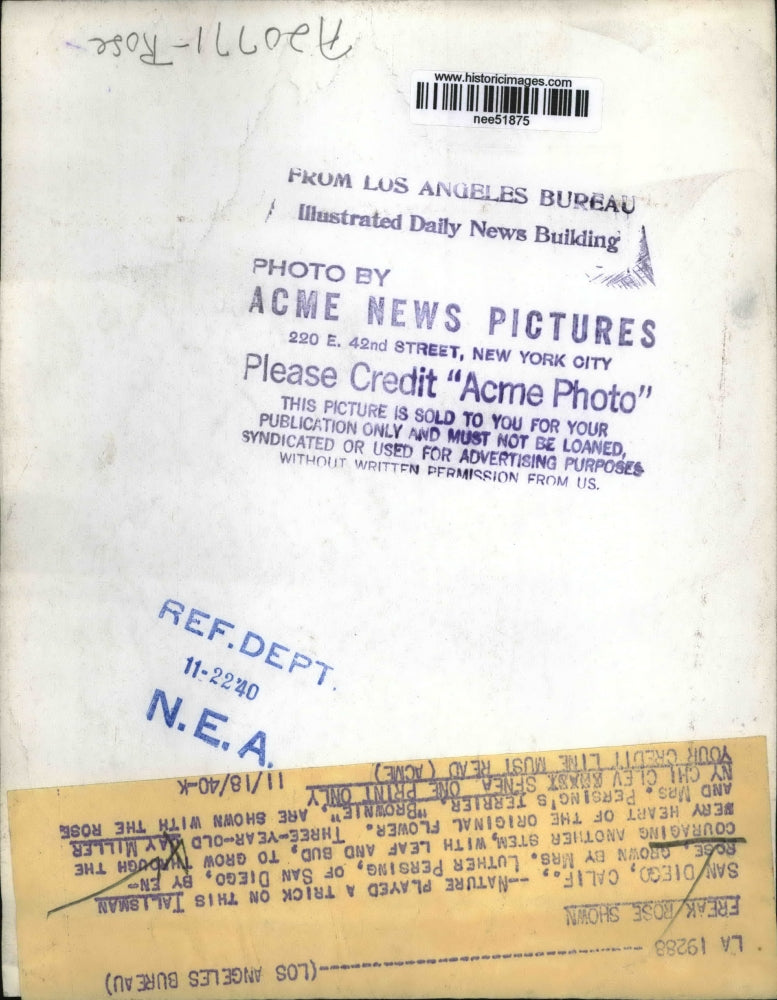 A20771-Rose
www.historicimages.com
nee51875
FROM LOS ANGELES BUREAU
Illustrated Daily News Building
PHOTO BY
ACME NEWS PICTURES
220 E. 42nd STREET, NEW YORK CITY
Please Credit "Acme Photo"
THIS PICTURE IS SOLD TO YOU FOR YOUR
PUBLICATION ONLY AND MUST NOT BE LOANED,
SYNDICATED OR USED FOR ADVERTISING PURPOSES
WITHOUT WRITTEN PERMISSION FROM US.
REF. DEPT.
11-22'40
N.E.A.
LA 19288 --------------------(LOS ANGELES BUREAU)
FREAK ROSE SHOWN
SAN DIEGO, CALIF., --NATURE PLAYED A TRICK ON THIS TALISMAN
ROSE, GROWN BY MRS. LUTHER PERSING, OF SAN DIEGO, BY EN-
COURAGING ANOTHER STEM, WITH LEAF AND BUD, TO GROW THROUGH THE
VERY HEART OF THE ORIGINAL FLOWER. THREE-YEAR-OLD MAY MILLER
AND MRS. PERSING'S TERRIER, "BROWNIE", ARE SHOWN WITH THE ROSE
NY CHI CLEV SFNEA ONE PRINT ONLY
YOUR CREDIT LINE MUST READ (ACME) 11/18/40-K